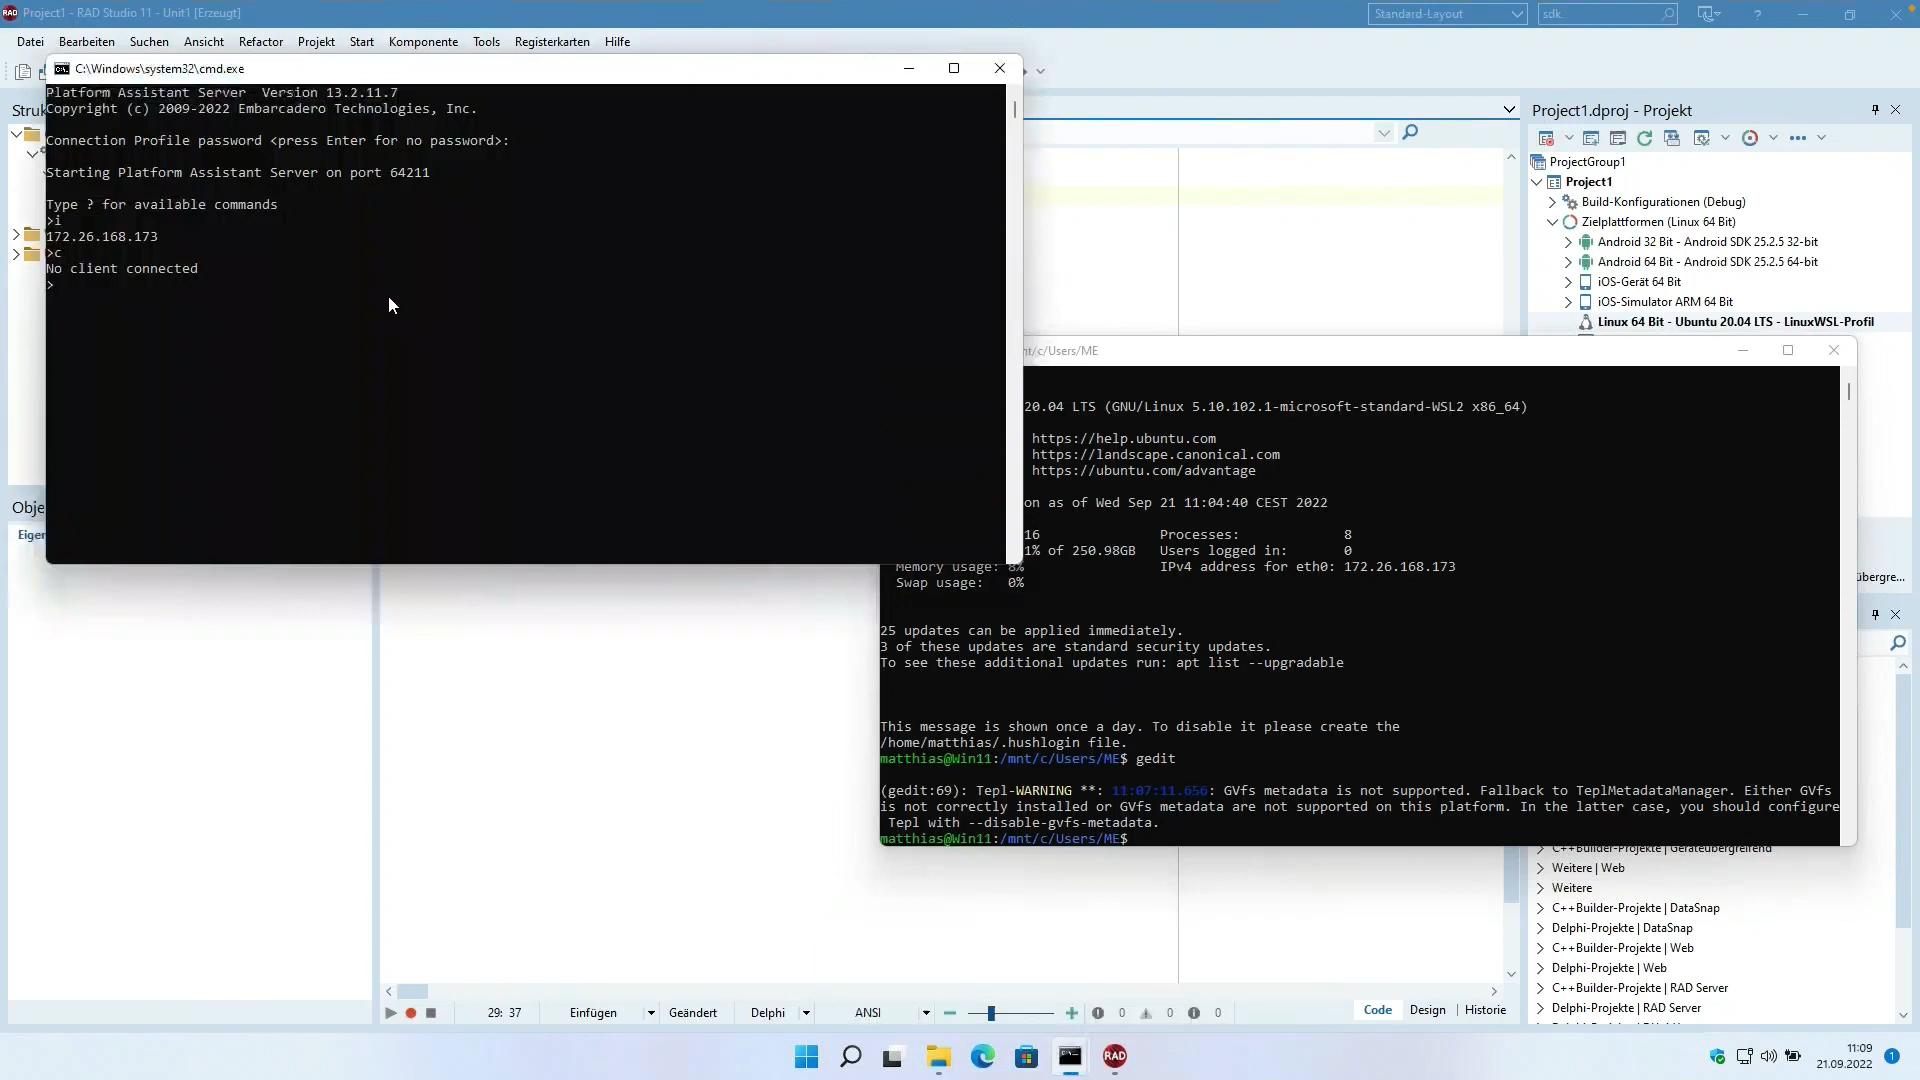 RAD Project1 - RAD Studio 11 - Unit1 [Erzeugt]
Standard-Layout
sdk
Datei Bearbeiten Suchen Ansicht Refactor Projekt Start Komponente Tools Registerkarten Hilfe
C:\Windows\system32\cmd.exe
Platform Assistant Server  Version 13.2.11.7
Copyright (c) 2009-2022 Embarcadero Technologies, Inc.
Connection Profile password <press Enter for no password>:
Starting Platform Assistant Server on port 64211
Type ? for available commands
>i
172.26.168.173
>c
No client connected
>
Struk
Obje
Eigen
Project1.dproj - Projekt
ProjectGroup1
Project1
Build-Konfigurationen (Debug)
Zielplattformen (Linux 64 Bit)
Android 32 Bit - Android SDK 25.2.5 32-bit
Android 64 Bit - Android SDK 25.2.5 64-bit
iOS-Gerät 64 Bit
iOS-Simulator ARM 64 Bit
Linux 64 Bit - Ubuntu 20.04 LTS - LinuxWSL-Profil
nt/c/Users/ME
20.04 LTS (GNU/Linux 5.10.102.1-microsoft-standard-WSL2 x86_64)
https://help.ubuntu.com
https://landscape.canonical.com
https://ubuntu.com/advantage
on as of Wed Sep 21 11:04:40 CEST 2022
16 Processes: 8
1% of 250.98GB Users logged in: 0
Memory usage: 8% IPv4 address for eth0: 172.26.168.173
Swap usage: 0%
25 updates can be applied immediately.
3 of these updates are standard security updates.
To see these additional updates run: apt list --upgradable
This message is shown once a day. To disable it please create the
/home/matthias/.hushlogin file.
matthias@Win11:/mnt/c/Users/ME$ gedit
(gedit:69): Tepl-WARNING **: 11:07:11.656: GVfs metadata is not supported. Fallback to TeplMetadataManager. Either GVfs
is not correctly installed or GVfs metadata are not supported on this platform. In the latter case, you should configure
Tepl with --disable-gvfs-metadata.
matthias@Win11:/mnt/c/Users/ME$
übergre...
C++Builder-Projekte | Geräteübergreifend
Weitere | Web
Weitere
C++Builder-Projekte | DataSnap
Delphi-Projekte | DataSnap
C++Builder-Projekte | Web
Delphi-Projekte | Web
C++Builder-Projekte | RAD Server
Delphi-Projekte | RAD Server
29: 37 Einfügen Geändert Delphi ANSI 0 0 0 Code Design Historie
RAD
11:09
21.09.2022
1